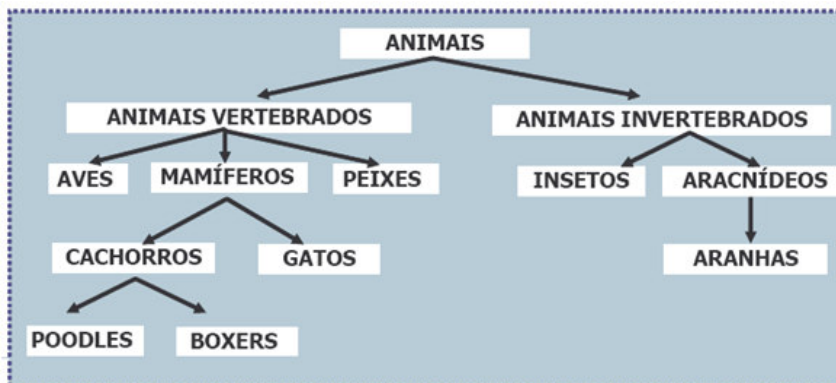 ANIMAIS
ANIMAIS VERTEBRADOS
ANIMAIS INVERTEBRADOS
AVES
MAMÍFEROS
PEIXES
INSETOS
ARACNÍDEOS
CACHORROS
GATOS
ARANHAS
POODLES
BOXERS